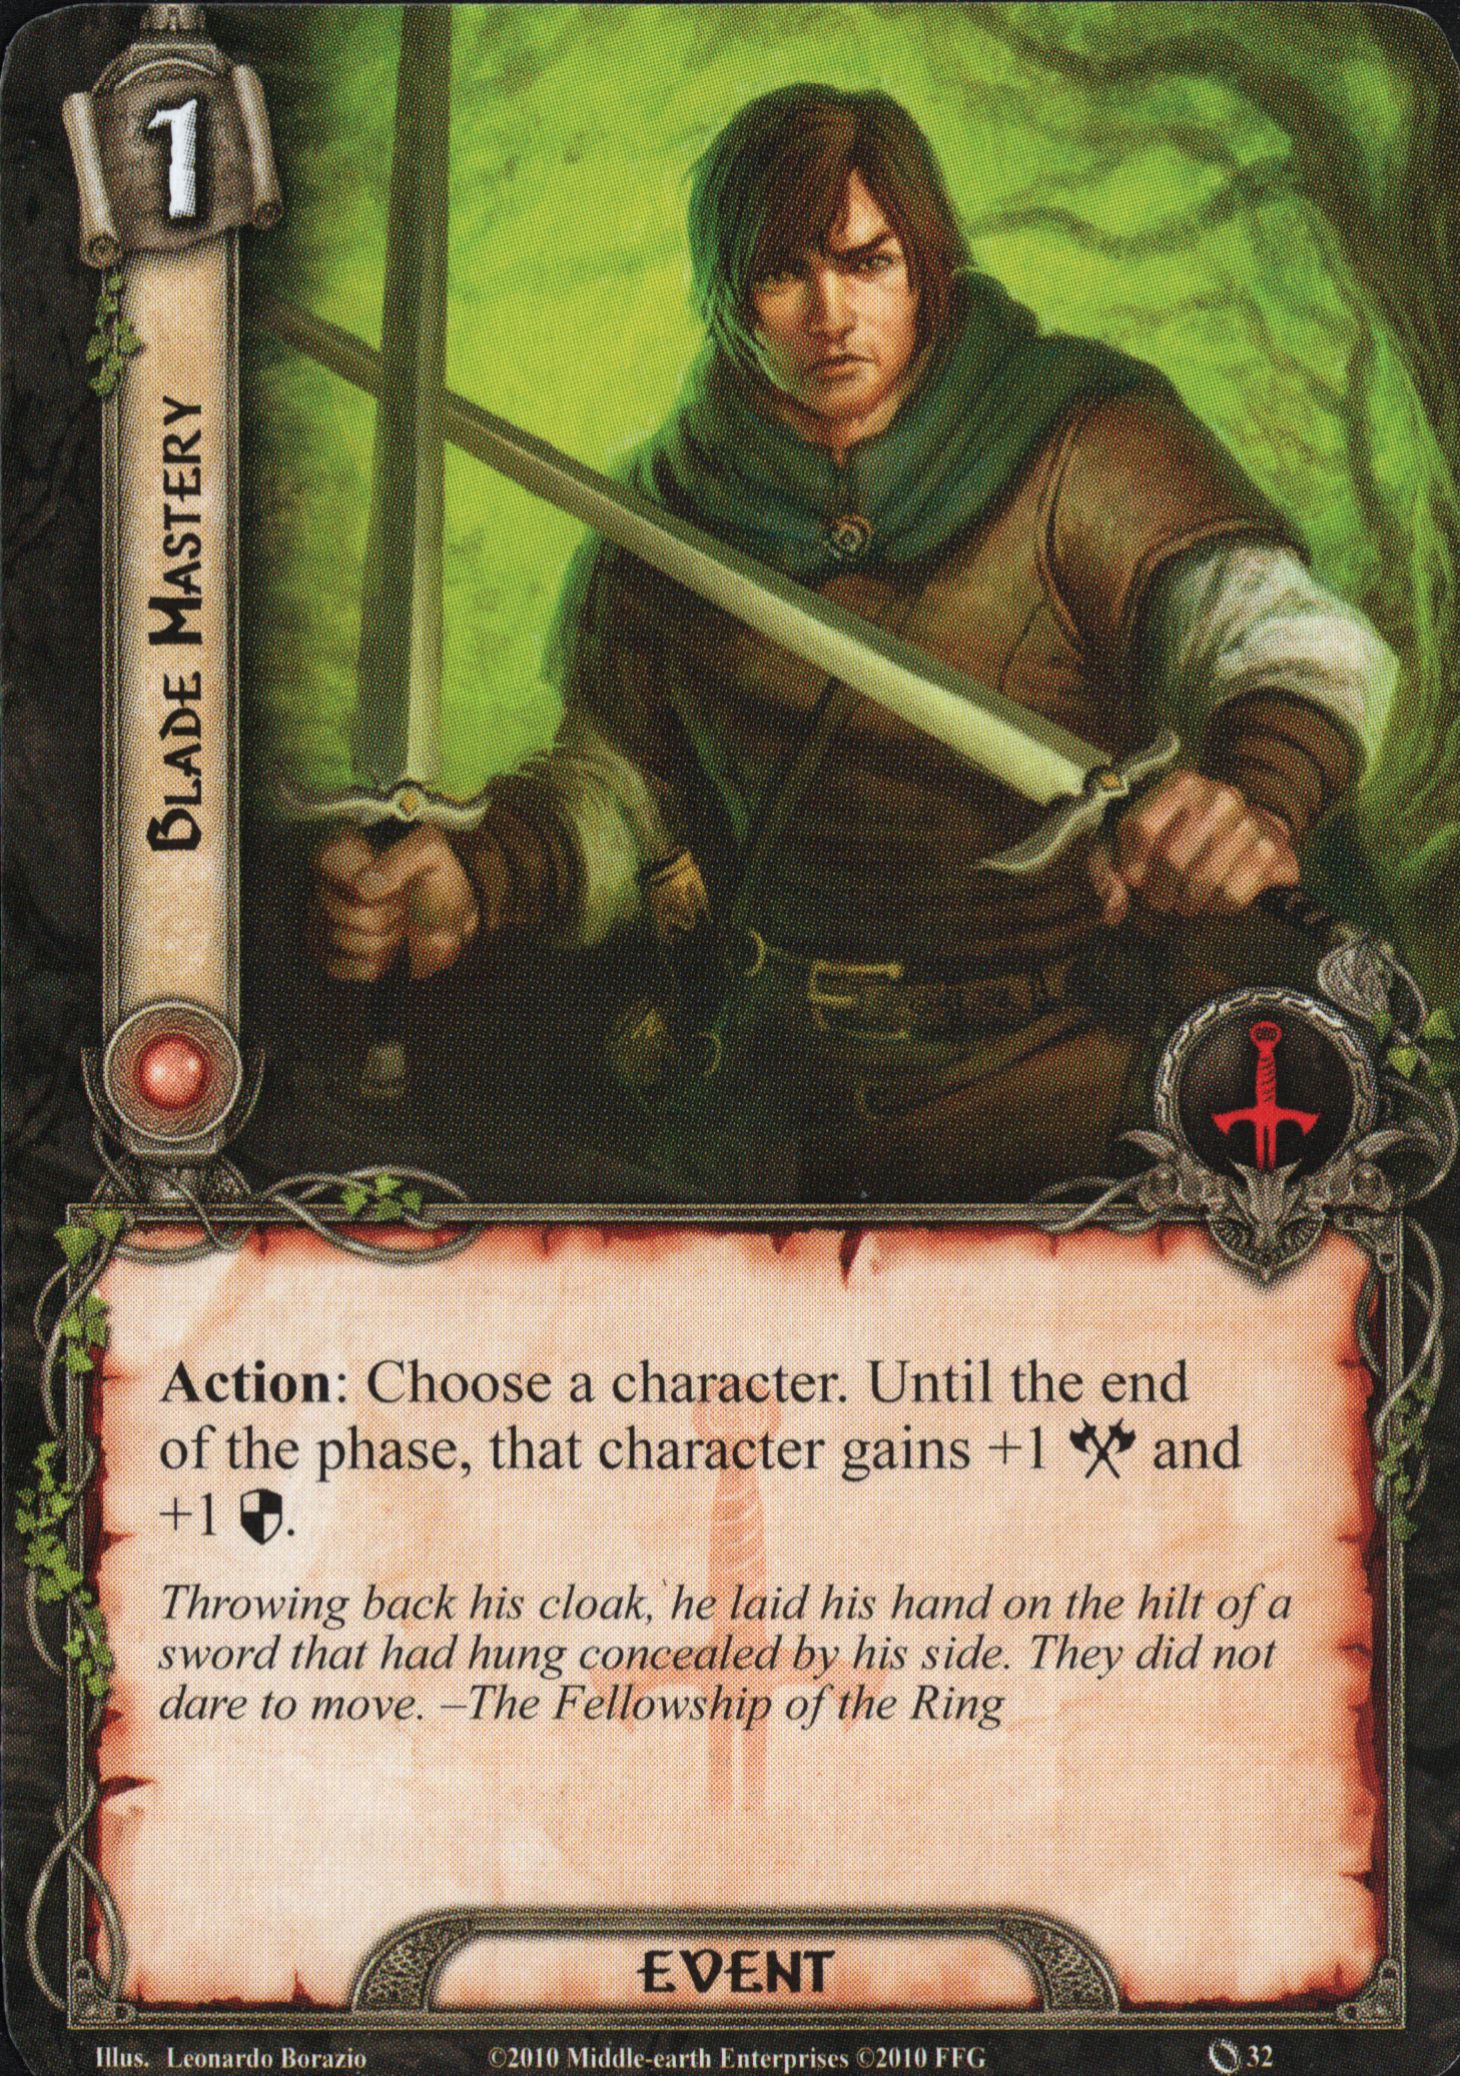 1
BLADE MASTERY
Action: Choose a character. Until the end
of the phase, that character gains +1 and
+1 .
Throwing back his cloak, he laid his hand on the hilt of a
sword that had hung concealed by his side. They did not
dare to move. –The Fellowship of the Ring
EVENT
Illus. Leonardo Borazio ©2010 Middle-earth Enterprises ©2010 FFG 32